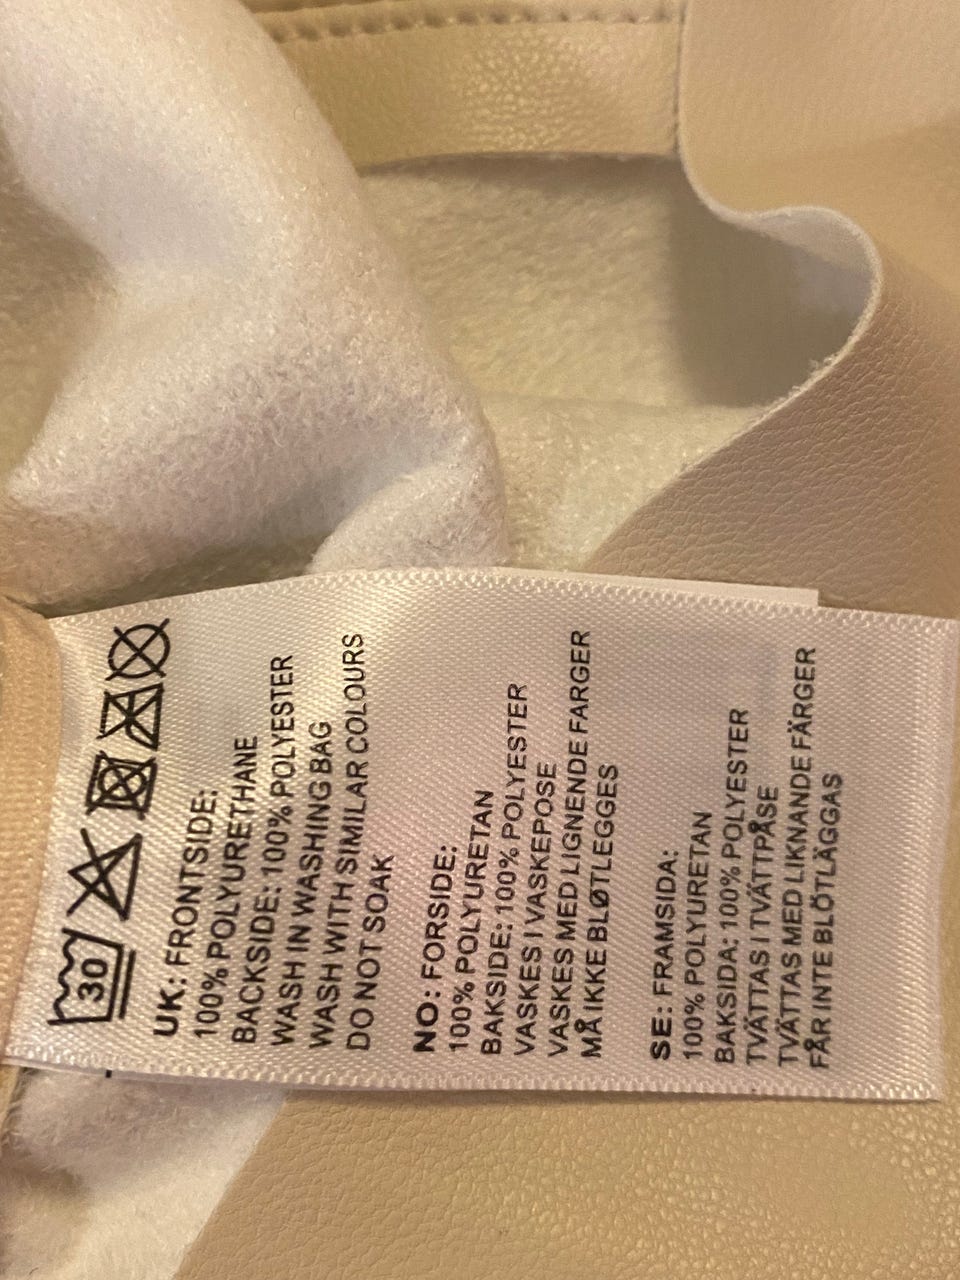 30
UK: FRONTSIDE:
100% POLYURETHANE
BACKSIDE: 100% POLYESTER
WASH IN WASHING BAG
WASH WITH SIMILAR COLOURS
DO NOT SOAK
NO: FORSIDE:
100% POLYURETAN
BAKSIDE: 100% POLYESTER
VASKES I VASKEPOSE
VASKES MED LIGNENDE FARGER
MÅ IKKE BLØTLEGGES
SE: FRAMSIDA:
100% POLYURETAN
BAKSIDA: 100% POLYESTER
TVÄTTAS I TVÄTTPÅSE
TVÄTTAS MED LIKNANDE FÄRGER
FÅR INTE BLÖTLÄGGAS